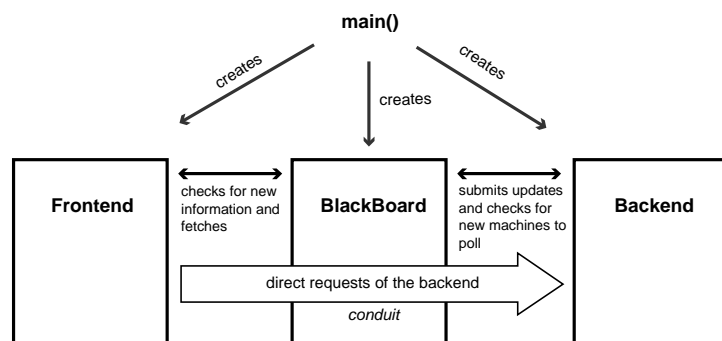 main()
creates
creates
creates
Frontend
checks for new
information and
fetches
BlackBoard
submits updates
and checks for
new machines to
poll
Backend
direct requests of the backend
conduit